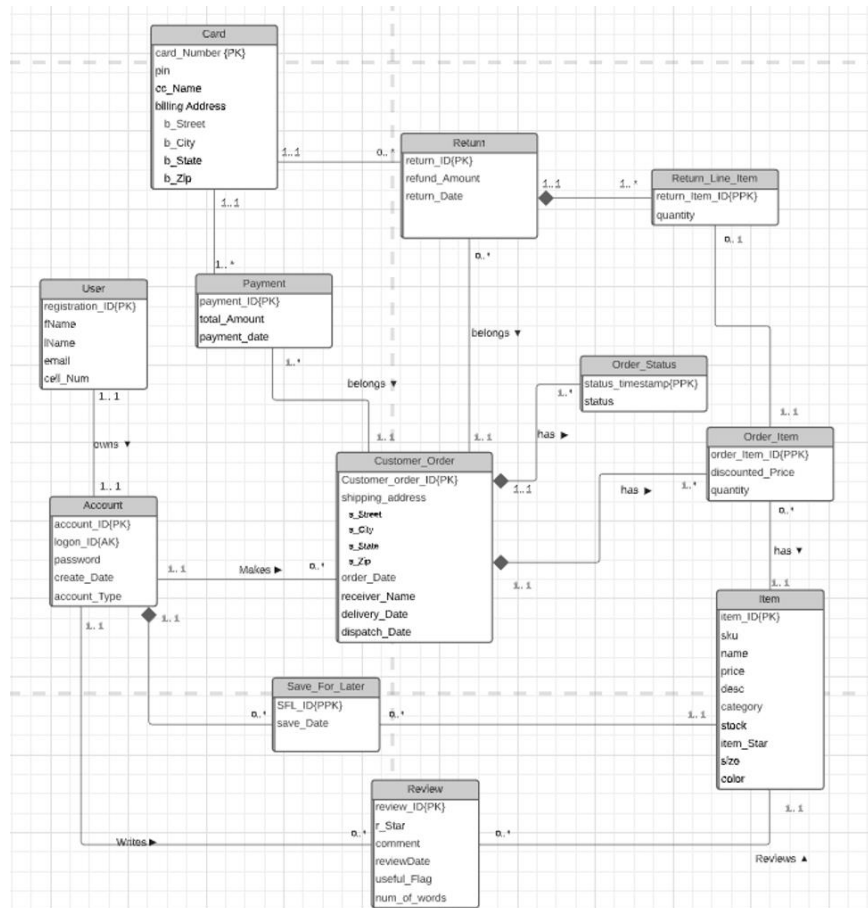 Card
card_Number {PK}
pin
cc_Name
billing Address
b_Street
b_City
b_State
b_Zip
1..1
0..*
1..1
1..*
Return
return_ID{PK}
refund_Amount
return_Date
1..1
1..*
0..*
Return_Line_Item
return_Item_ID{PPK}
quantity
0..1
User
registration_ID{PK}
fName
lName
email
cell_Num
1..1
owns ▼
1..1
Payment
payment_ID{PK}
total_Amount
payment_date
1..*
belongs ▼
1..1
belongs ▼
1..1
Order_Status
status_timestamp{PPK}
status
1..*
has ►
1..1
1..1
Order_Item
order_Item_ID{PPK}
discounted_Price
quantity
has ►
1..*
1..1
0..*
has ▼
1..1
Customer_Order
Customer_order_ID{PK}
shipping_address
s_Street
s_City
s_State
s_Zip
order_Date
receiver_Name
delivery_Date
dispatch_Date
Account
account_ID{PK}
logon_ID{AK}
password
create_Date
account_Type
1..1
Makes ►
0..*
1..1
1..1
Item
item_ID{PK}
sku
name
price
desc
category
stock
item_Star
size
color
Save_For_Later
SFL_ID{PPK}
save_Date
0..*
0..*
1..1
1..1
Review
review_ID{PK}
r_Star
comment
reviewDate
useful_Flag
num_of_words
Writes ►
0..*
0..*
Reviews ▲